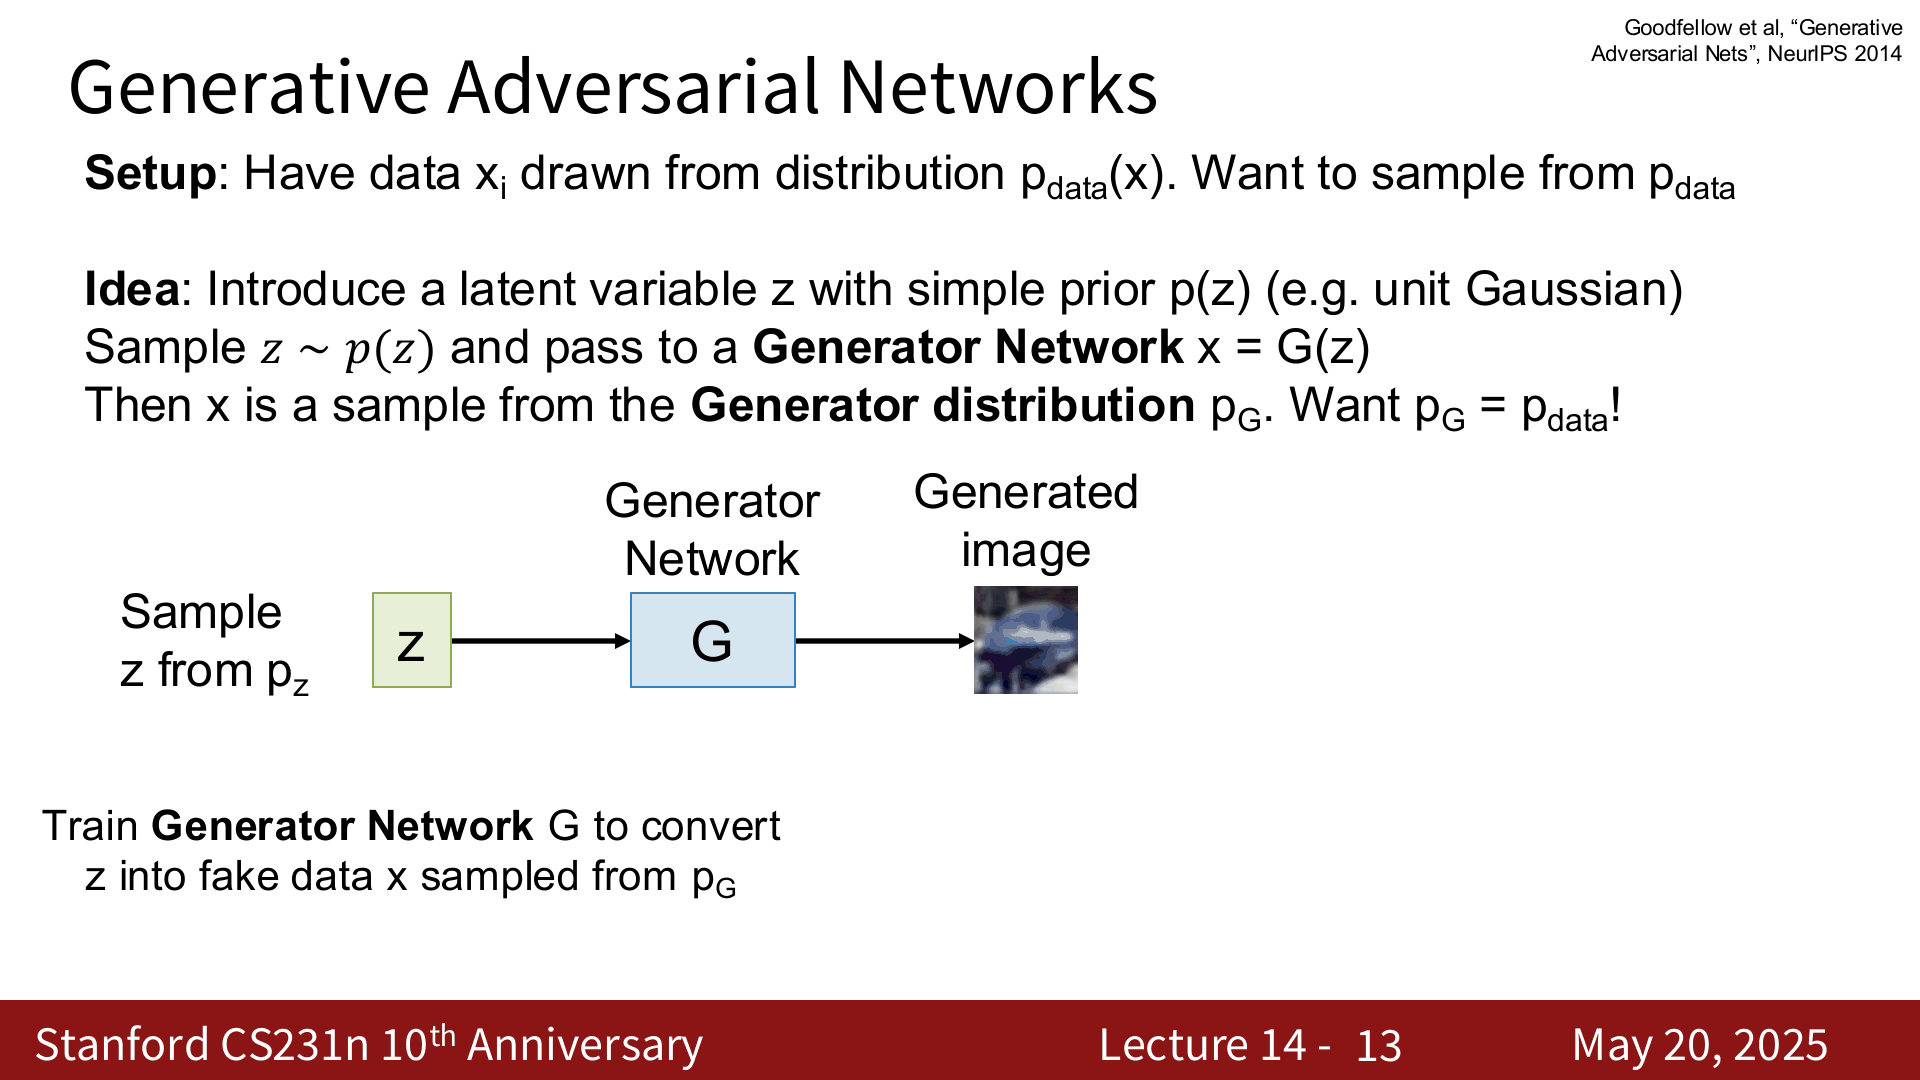 Goodfellow et al, “Generative
Adversarial Nets”, NeurIPS 2014
Generative Adversarial Networks
Setup: Have data xi drawn from distribution pdata(x). Want to sample from pdata
Idea: Introduce a latent variable z with simple prior p(z) (e.g. unit Gaussian)
Sample z ~ p(z) and pass to a Generator Network x = G(z)
Then x is a sample from the Generator distribution pG. Want pG = pdata!
Generator
Network
Generated
image
Sample
z from pz
z
G
Train Generator Network G to convert
z into fake data x sampled from pG
Stanford CS231n 10th Anniversary
Lecture 14 - 13
May 20, 2025